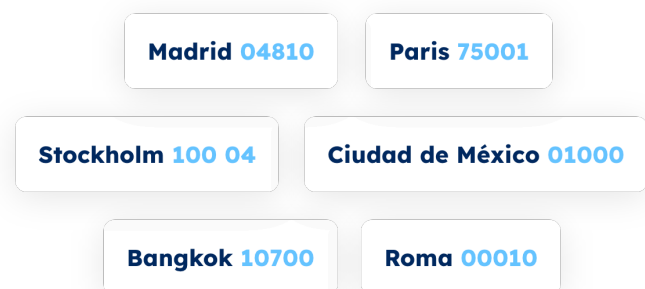 Madrid 04810
Paris 75001
Stockholm 100 04
Ciudad de México 01000
Bangkok 10700
Roma 00010